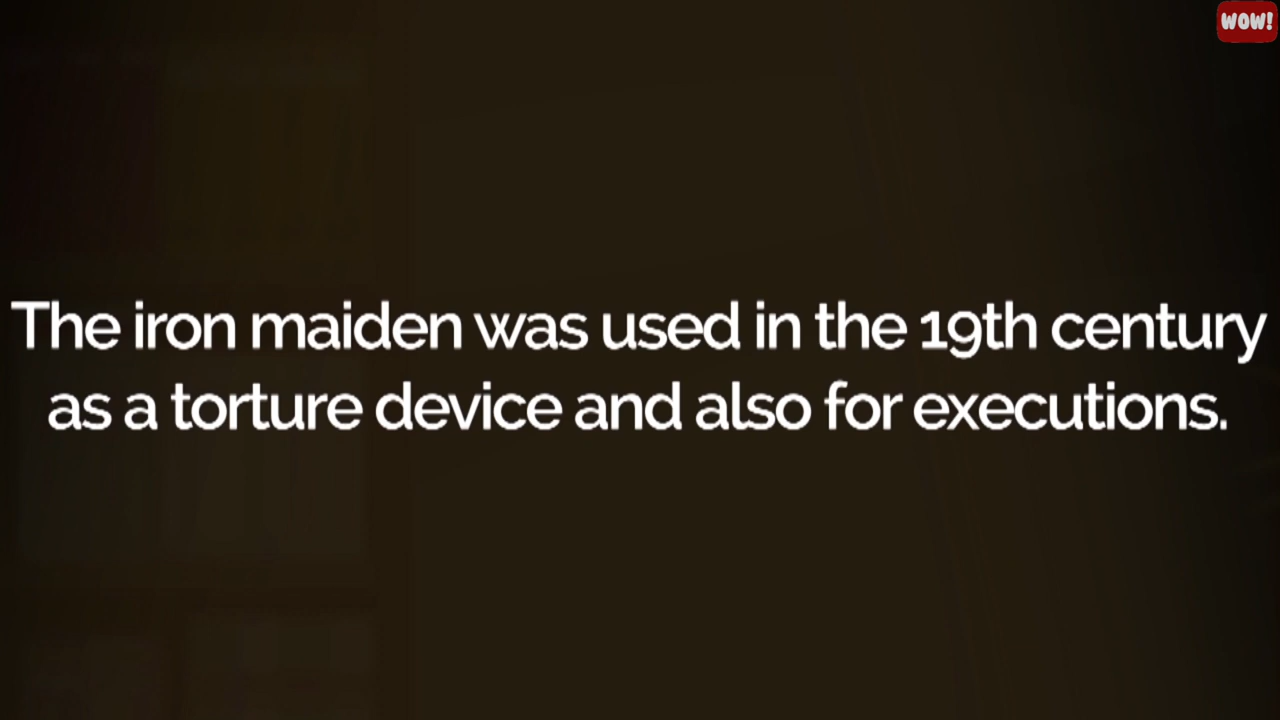 WOW!
The iron maiden was used in the 19th century
as a torture device and also for executions.